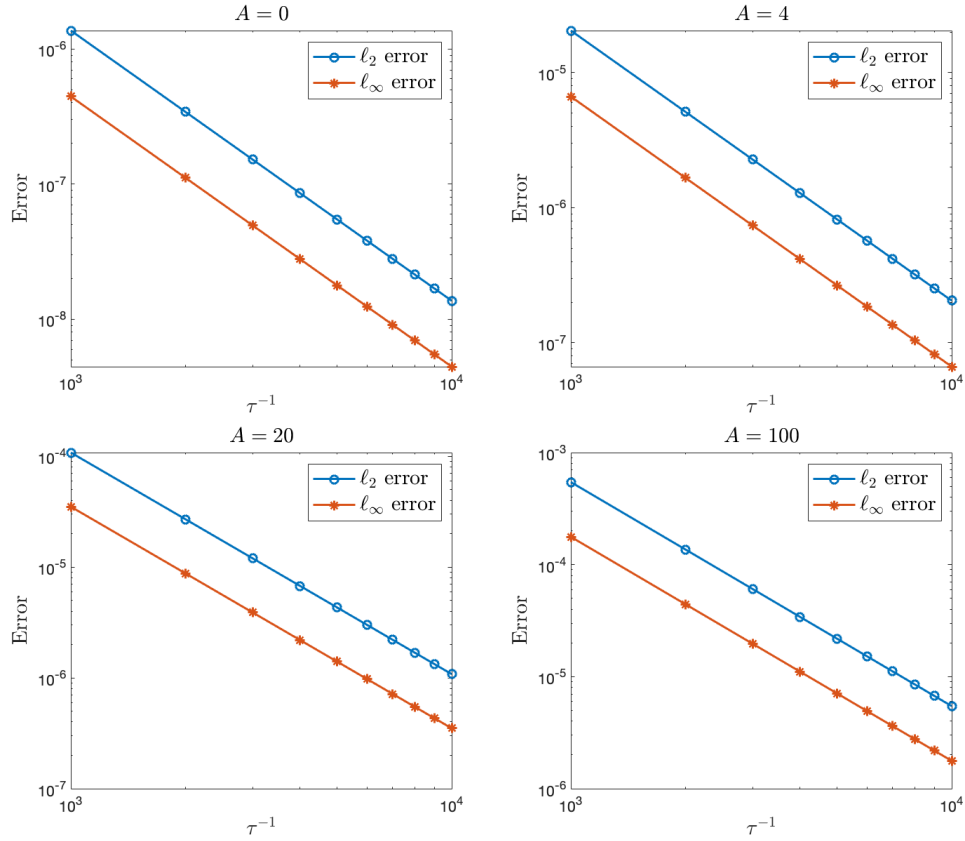 A = 0
10⁻⁶
10⁻⁷
10⁻⁸
Error
ℓ₂ error
ℓ∞ error
10³
10⁴
τ⁻¹
A = 4
10⁻⁵
10⁻⁶
10⁻⁷
Error
ℓ₂ error
ℓ∞ error
10³
10⁴
τ⁻¹
A = 20
10⁻⁴
10⁻⁵
10⁻⁶
10⁻⁷
Error
ℓ₂ error
ℓ∞ error
10³
10⁴
τ⁻¹
A = 100
10⁻³
10⁻⁴
10⁻⁵
10⁻⁶
Error
ℓ₂ error
ℓ∞ error
10³
10⁴
τ⁻¹